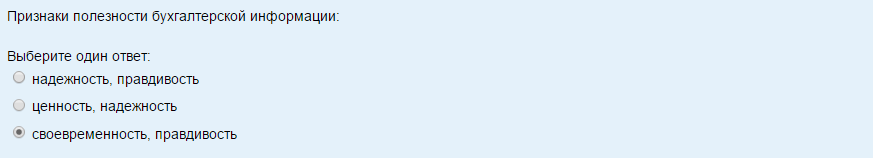 Признаки полезности бухгалтерской информации:
Выберите один ответ:
надежность, правдивость
ценность, надежность
своевременность, правдивость